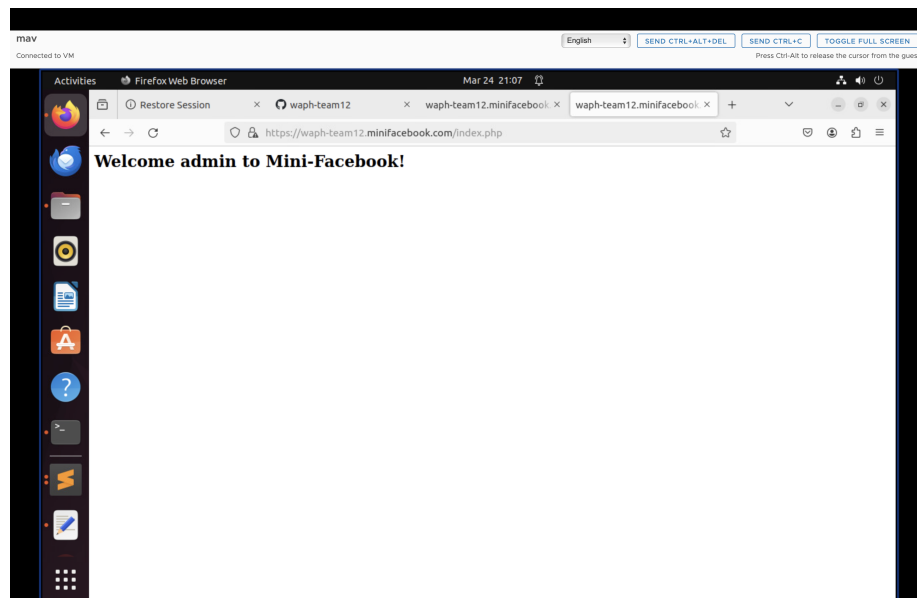 mav
English
SEND CTRL+ALT+DEL
SEND CTRL+C
TOGGLE FULL SCREEN
Connected to VM
Press Ctrl-Alt to release the cursor from the gues
Activities
Firefox Web Browser
Mar 24 21:07
Restore Session
waph-team12
waph-team12.minifacebook.
waph-team12.minifacebook.
https://waph-team12.minifacebook.com/index.php
Welcome admin to Mini-Facebook!